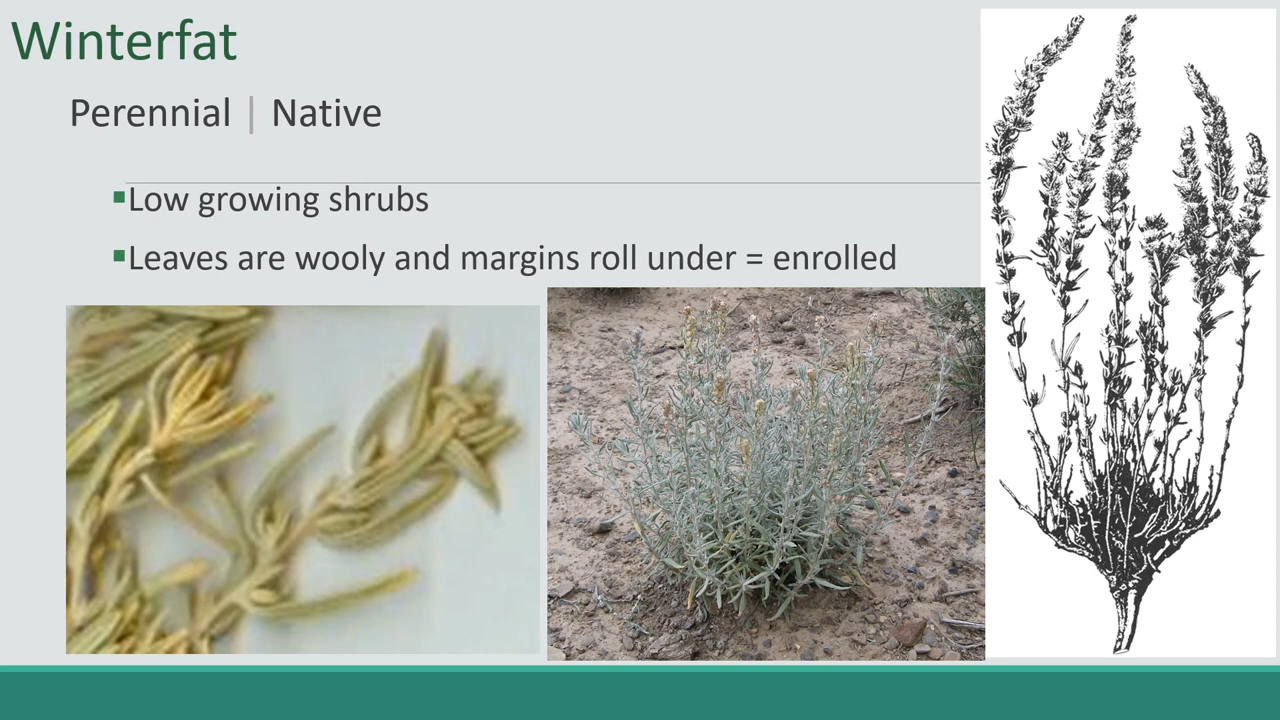 Winterfat
Perennial | Native
▪Low growing shrubs
▪Leaves are wooly and margins roll under = enrolled